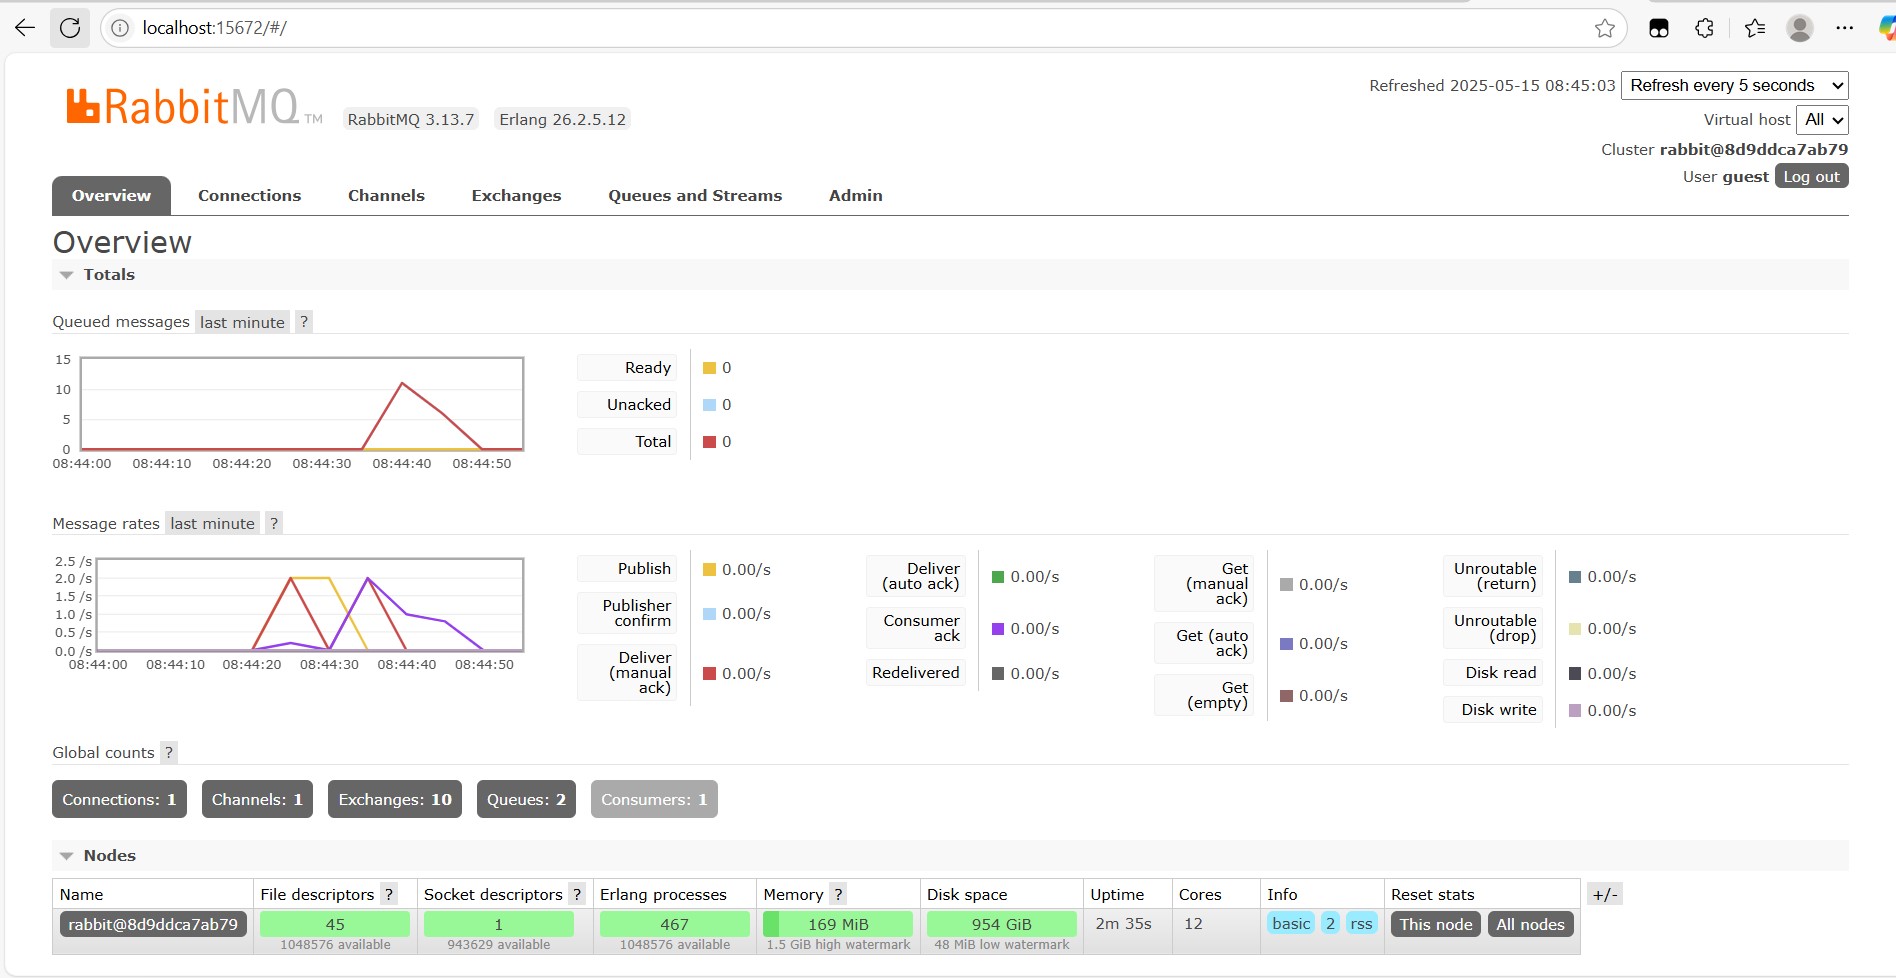 localhost:15672/#/
RabbitMQ TM RabbitMQ 3.13.7 Erlang 26.2.5.12
Refreshed 2025-05-15 08:45:03 Refresh every 5 seconds
Virtual host All
Cluster rabbit@8d9ddca7ab79
User guest Log out
Overview Connections Channels Exchanges Queues and Streams Admin
Overview
Totals
Queued messages last minute ?
15
10
5
0
08:44:00 08:44:10 08:44:20 08:44:30 08:44:40 08:44:50
Ready 0
Unacked 0
Total 0
Message rates last minute ?
2.5 /s
2.0 /s
1.5 /s
1.0 /s
0.5 /s
0.0 /s
08:44:00 08:44:10 08:44:20 08:44:30 08:44:40 08:44:50
Publish 0.00/s
Publisher
confirm 0.00/s
Deliver
(manual
ack) 0.00/s
Deliver
(auto ack) 0.00/s
Consumer
ack 0.00/s
Redelivered 0.00/s
Get
(manual
ack) 0.00/s
Get (auto
ack) 0.00/s
Get
(empty) 0.00/s
Unroutable
(return) 0.00/s
Unroutable
(drop) 0.00/s
Disk read 0.00/s
Disk write 0.00/s
Global counts ?
Connections: 1 Channels: 1 Exchanges: 10 Queues: 2 Consumers: 1
Nodes
Name File descriptors ? Socket descriptors ? Erlang processes Memory ? Disk space Uptime Cores Info Reset stats +/-
rabbit@8d9ddca7ab79 45 1 467 169 MiB 954 GiB 2m 35s 12 basic 2 rss This node All nodes
1048576 available 943629 available 1048576 available 1.5 GiB high watermark 48 MiB low watermark